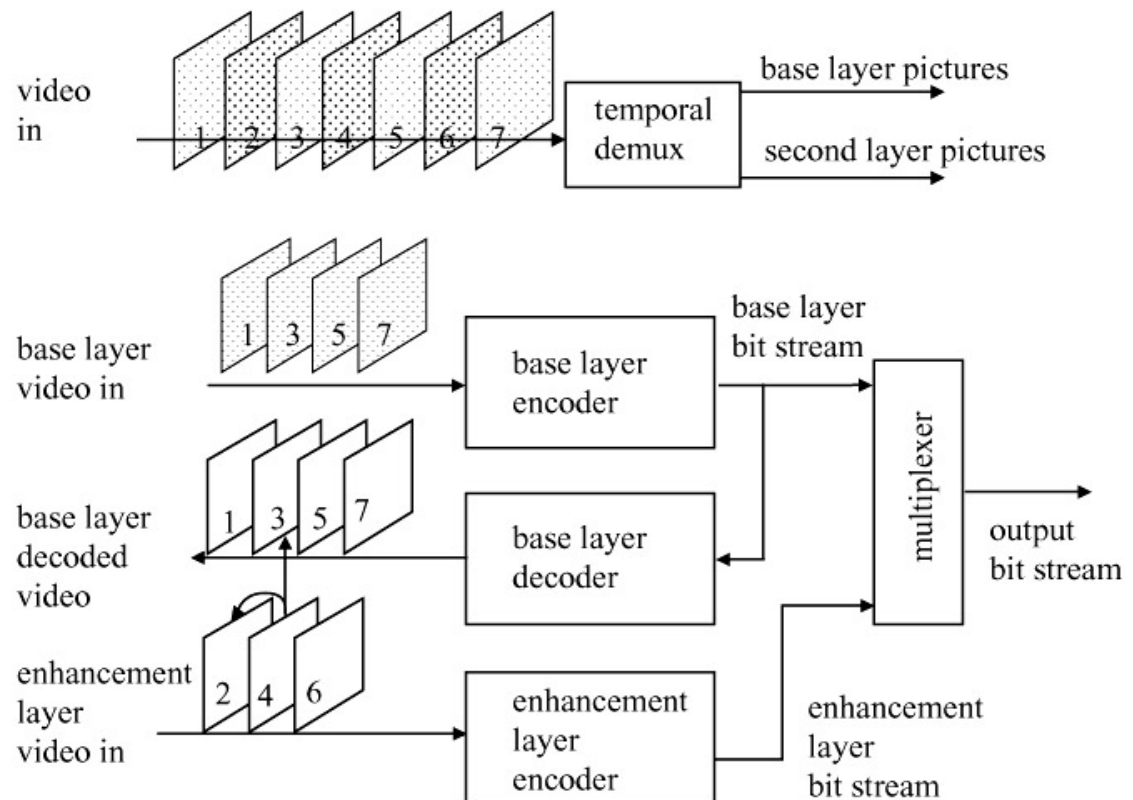 video
in
1 2 3 4 5 6 7
temporal
demux
base layer pictures
second layer pictures
1 3 5 7
base layer
video in
base layer
encoder
base layer
bit stream
multiplexer
output
bit stream
1 3 5 7
base layer
decoded
video
base layer
decoder
2 4 6
enhancement
layer
video in
enhancement
layer
encoder
enhancement
layer
bit stream